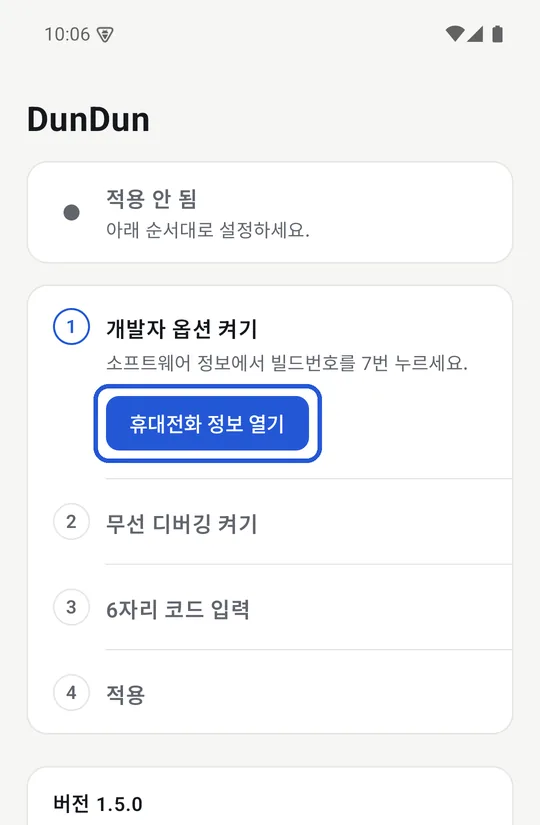 10:06
DunDun
적용 안 됨
아래 순서대로 설정하세요.
1 개발자 옵션 켜기
소프트웨어 정보에서 빌드번호를 7번 누르세요.
휴대전화 정보 열기
2 무선 디버깅 켜기
3 6자리 코드 입력
4 적용
버전 1.5.0